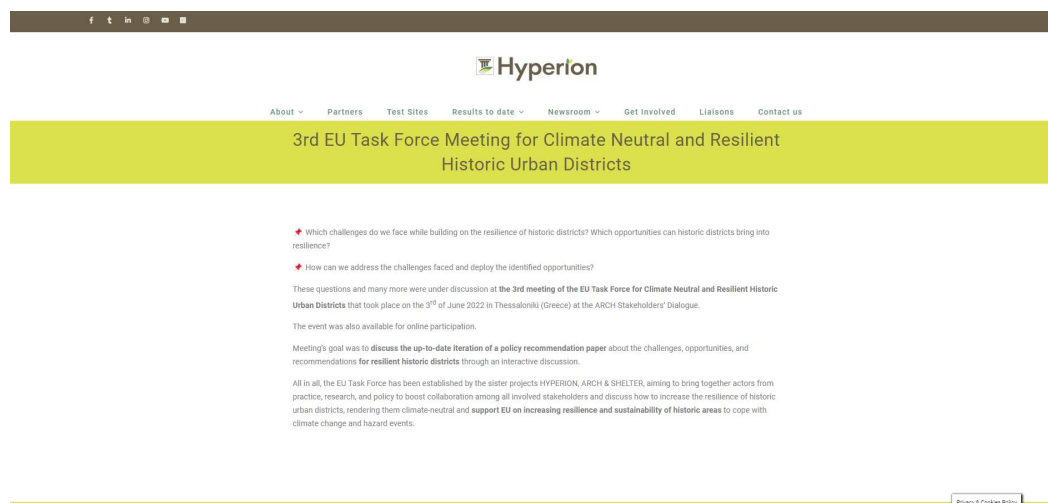 Hyperion
About Partners Test Sites Results to date Newsroom Get Involved Liaisons Contact us
3rd EU Task Force Meeting for Climate Neutral and Resilient
Historic Urban Districts
Which challenges do we face while building on the resilience of historic districts? Which opportunities can historic districts bring into
resilience?
How can we address the challenges faced and deploy the identified opportunities?
These questions and many more were under discussion at the 3rd meeting of the EU Task Force for Climate Neutral and Resilient Historic
Urban Districts that took place on the 3rd of June 2022 in Thessaloniki (Greece) at the ARCH Stakeholders' Dialogue.
The event was also available for online participation.
Meeting's goal was to discuss the up-to-date iteration of a policy recommendation paper about the challenges, opportunities, and
recommendations for resilient historic districts through an interactive discussion.
All in all, the EU Task Force has been established by the sister projects HYPERION, ARCH & SHELTER, aiming to bring together actors from
practice, research, and policy to boost collaboration among all involved stakeholders and discuss how to increase the resilience of historic
urban districts, rendering them climate-neutral and support EU on increasing resilience and sustainability of historic areas to cope with
climate change and hazard events.
Privacy & Cookies Policy